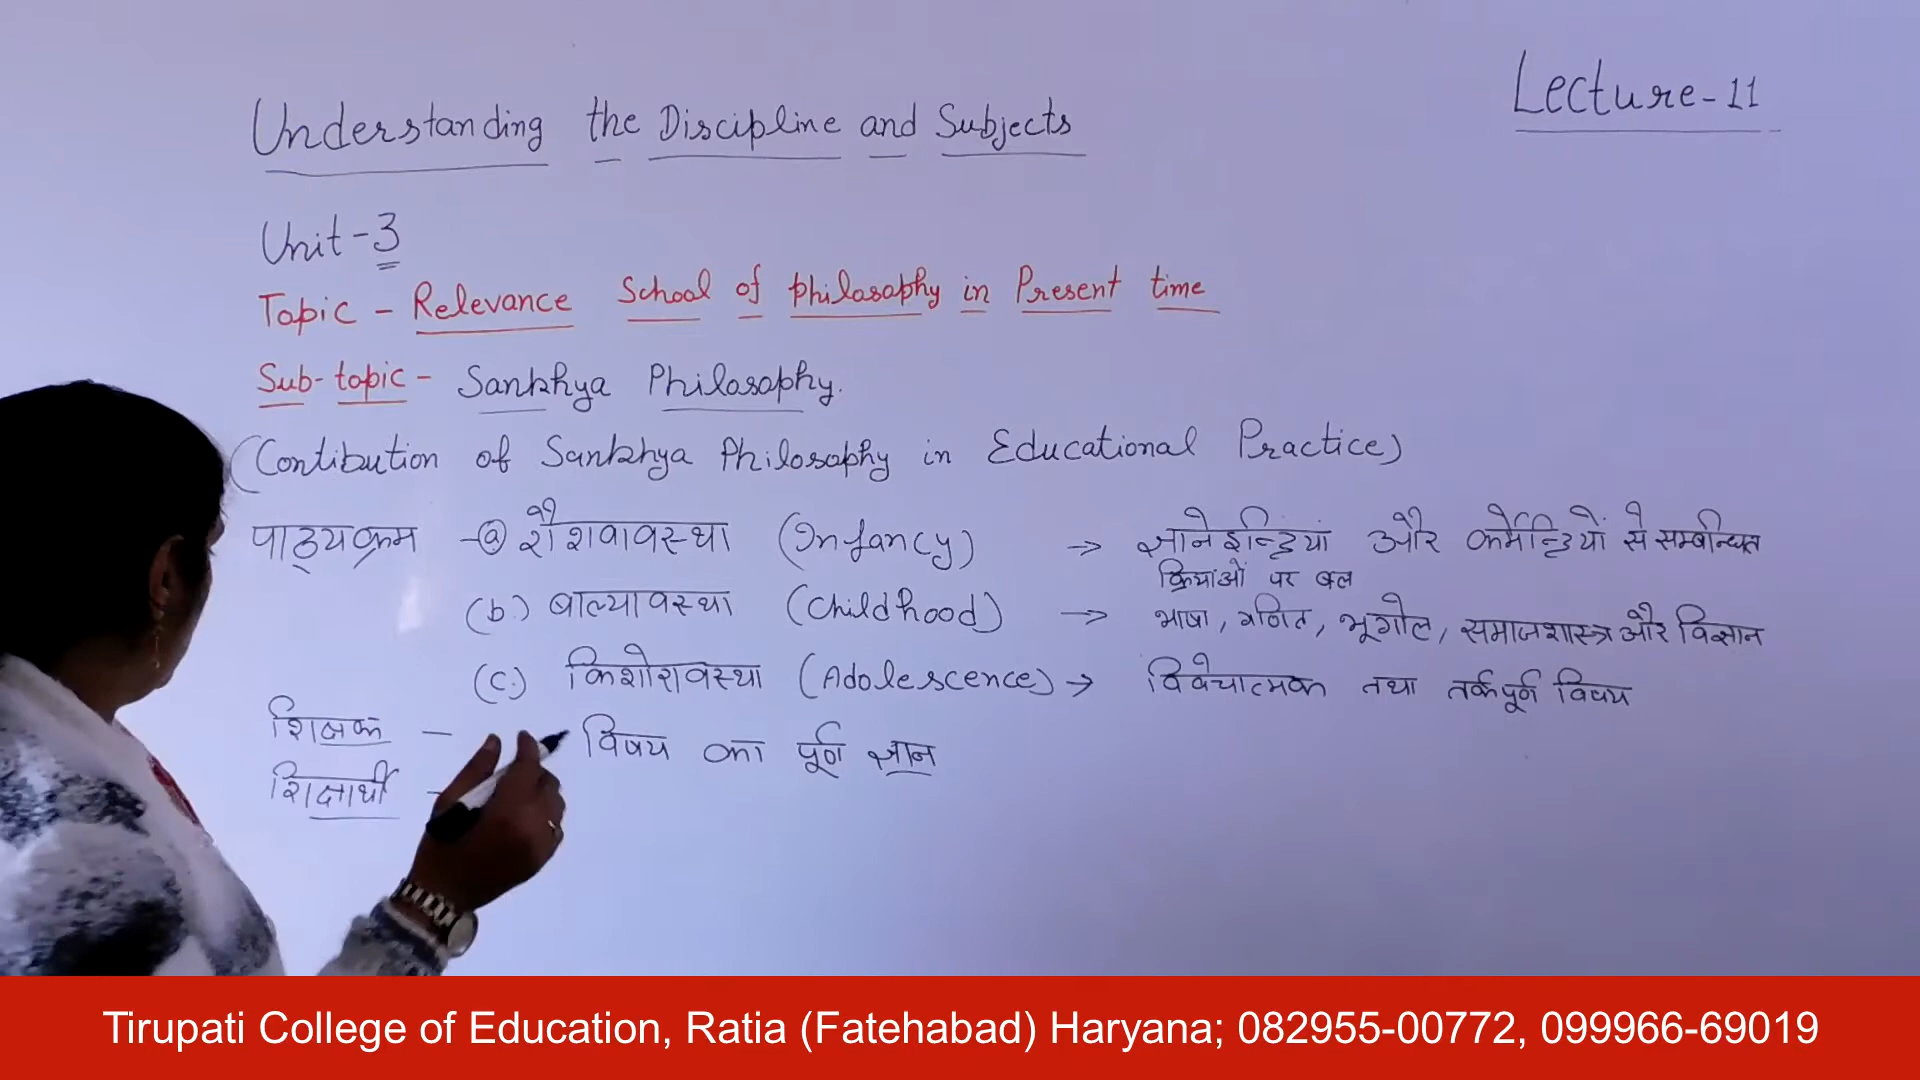 Lecture-11
Understanding the Discipline and Subjects
Unit-3
Topic - Relevance School of philosophy in Present time
Sub-topic - Sankhya Philosophy.
(Contibution of Sankhya Philosophy in Educational Practice)
पाठ्यक्रम - (a) शैशवावस्था (Infancy) → ज्ञानेइन्द्रियां और कर्मेन्द्रियों से सम्बन्धित
क्रियांओं पर बल
(b.) बाल्यावस्था (Childhood) → भाषा, गणित, भूगोल, समाजशास्त्र और विज्ञान
(c.) किशोरावस्था (Adolescence) → विवेचात्मक तथा तर्कपूर्ण विषय
शिक्षक - विषय का पूर्ण ज्ञान
शिक्षार्थी -
Tirupati College of Education, Ratia (Fatehabad) Haryana; 082955-00772, 099966-69019